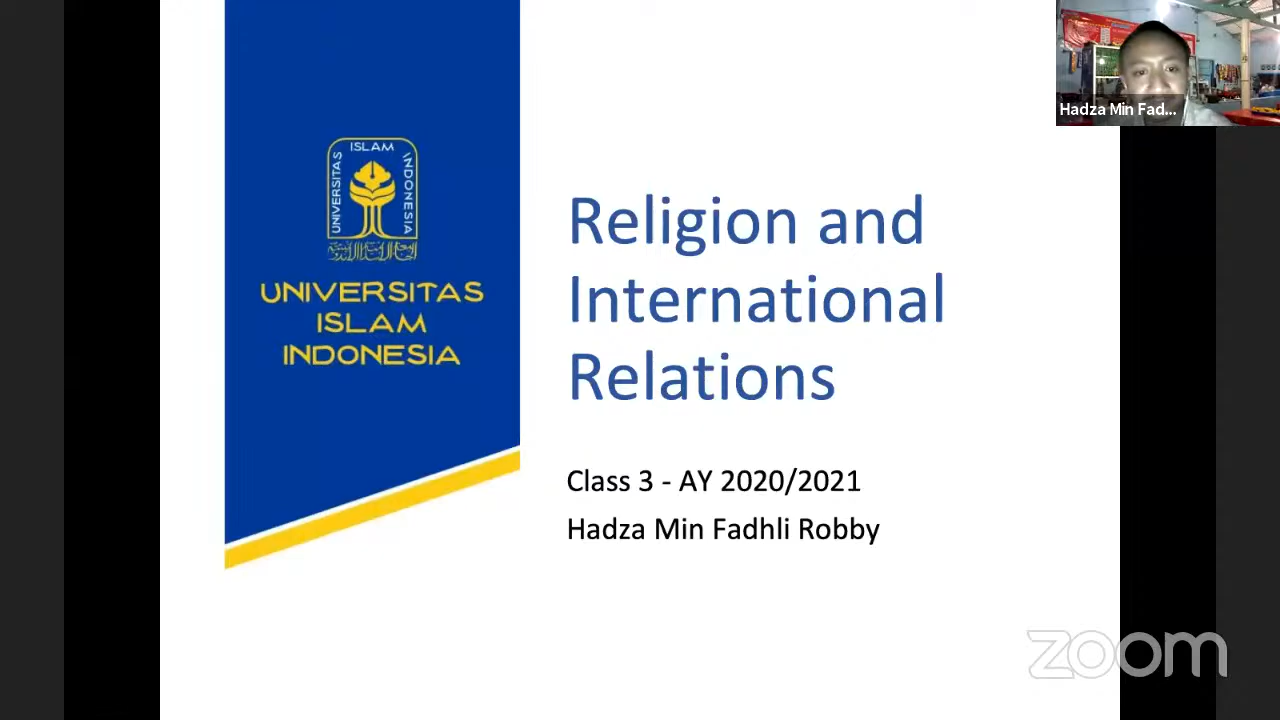 UNIVERSITAS
ISLAM
INDONESIA
UNIVERSITAS
ISLAM
INDONESIA
Religion and
International
Relations
Class 3 - AY 2020/2021
Hadza Min Fadhli Robby
Hadza Min Fad...
zoom